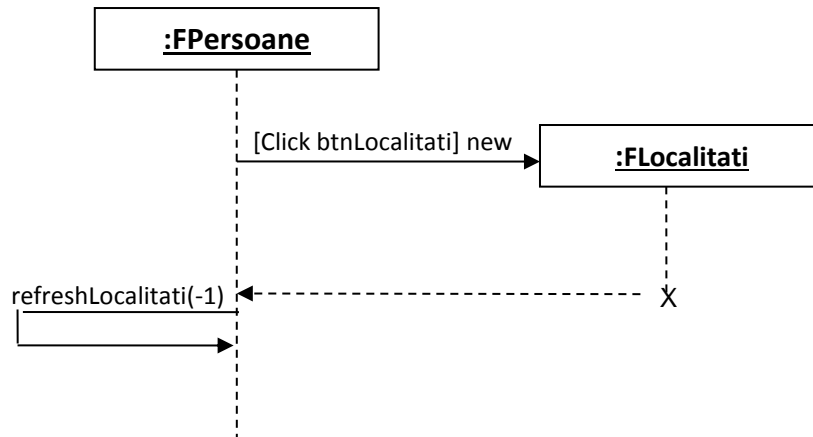 :FPersoane
[Click btnLocalitati] new
:FLocalitati
refreshLocalitati(-1)
X